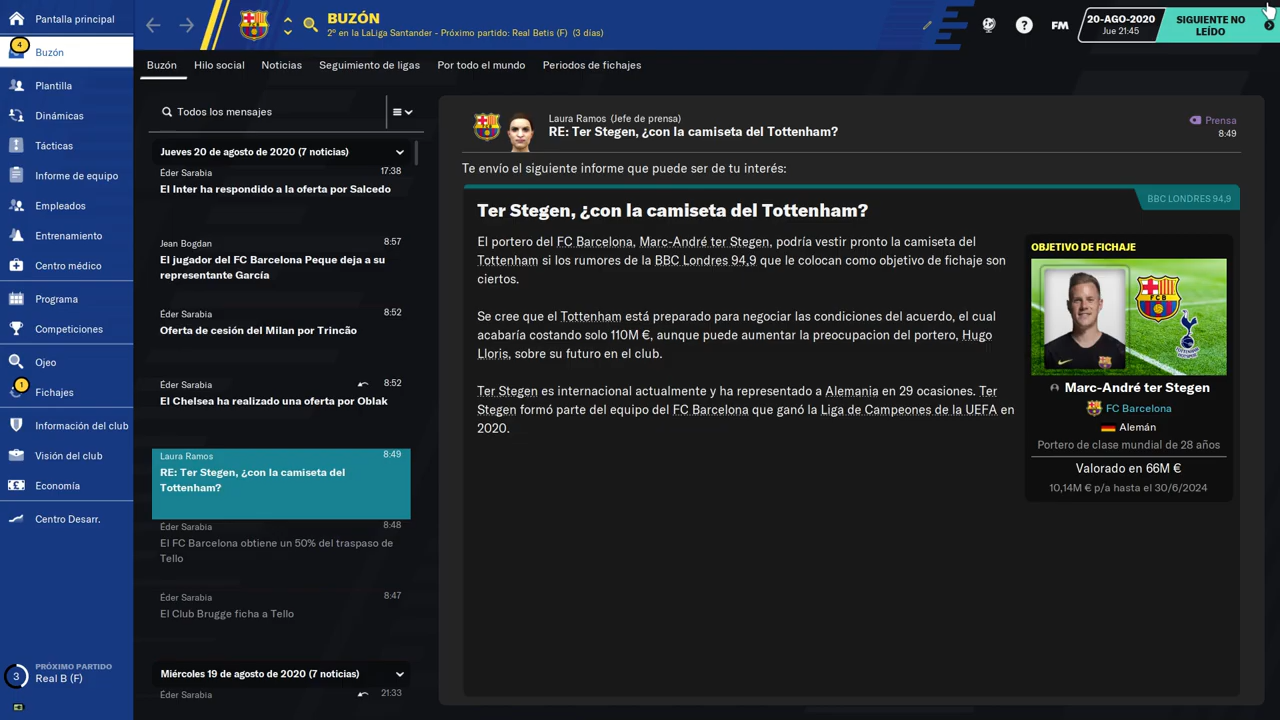 Pantalla principal
4
Buzón
Plantilla
Dinámicas
Tácticas
Informe de equipo
Empleados
Entrenamiento
Centro médico
Programa
Competiciones
Ojeo
1
Fichajes
Información del club
Visión del club
Economía
Centro Desarr.
3
PRÓXIMO PARTIDO
Real B (F)
BUZÓN
2º en la LaLiga Santander - Próximo partido: Real Betis (F) (3 días)
?
FM
20-AGO-2020
Jue 21:45
SIGUIENTE NO
LEÍDO
Buzón
Hilo social
Noticias
Seguimiento de ligas
Por todo el mundo
Periodos de fichajes
Todos los mensajes
Jueves 20 de agosto de 2020 (7 noticias)
Éder Sarabia 17:38
El Inter ha respondido a la oferta por Salcedo
Jean Bogdan 8:57
El jugador del FC Barcelona Peque deja a su
representante García
Éder Sarabia 8:52
Oferta de cesión del Milan por Trincão
Éder Sarabia 8:52
El Chelsea ha realizado una oferta por Oblak
Laura Ramos 8:49
RE: Ter Stegen, ¿con la camiseta del
Tottenham?
Éder Sarabia 8:48
El FC Barcelona obtiene un 50% del traspaso de
Tello
Éder Sarabia 8:47
El Club Brugge ficha a Tello
Miércoles 19 de agosto de 2020 (7 noticias)
Éder Sarabia 21:33
Laura Ramos (Jefe de prensa)
RE: Ter Stegen, ¿con la camiseta del Tottenham?
Prensa
8:49
Te envío el siguiente informe que puede ser de tu interés:
BBC LONDRES 94,9
Ter Stegen, ¿con la camiseta del Tottenham?
El portero del FC Barcelona, Marc-André ter Stegen, podría vestir pronto la camiseta del
Tottenham si los rumores de la BBC Londres 94,9 que le colocan como objetivo de fichaje son
ciertos.
Se cree que el Tottenham está preparado para negociar las condiciones del acuerdo, el cual
acabaría costando solo 110M €, aunque puede aumentar la preocupacion del portero, Hugo
Lloris, sobre su futuro en el club.
Ter Stegen es internacional actualmente y ha representado a Alemania en 29 ocasiones. Ter
Stegen formó parte del equipo del FC Barcelona que ganó la Liga de Campeones de la UEFA en
2020.
OBJETIVO DE FICHAJE
Marc-André ter Stegen
FC Barcelona
Alemán
Portero de clase mundial de 28 años
Valorado en 66M €
10,14M € p/a hasta el 30/6/2024